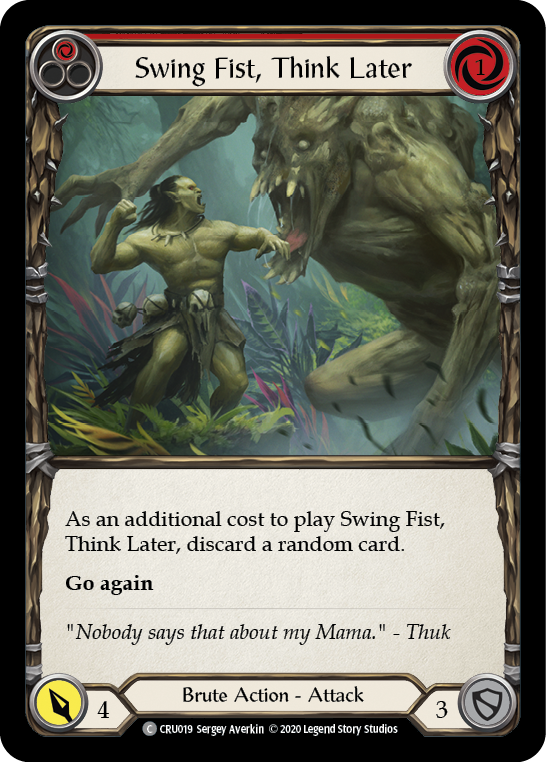 Swing Fist, Think Later
1
As an additional cost to play Swing Fist,
Think Later, discard a random card.
Go again
"Nobody says that about my Mama." - Thuk
4
Brute Action - Attack
3
C CRU019 Sergey Averkin © 2020 Legend Story Studios